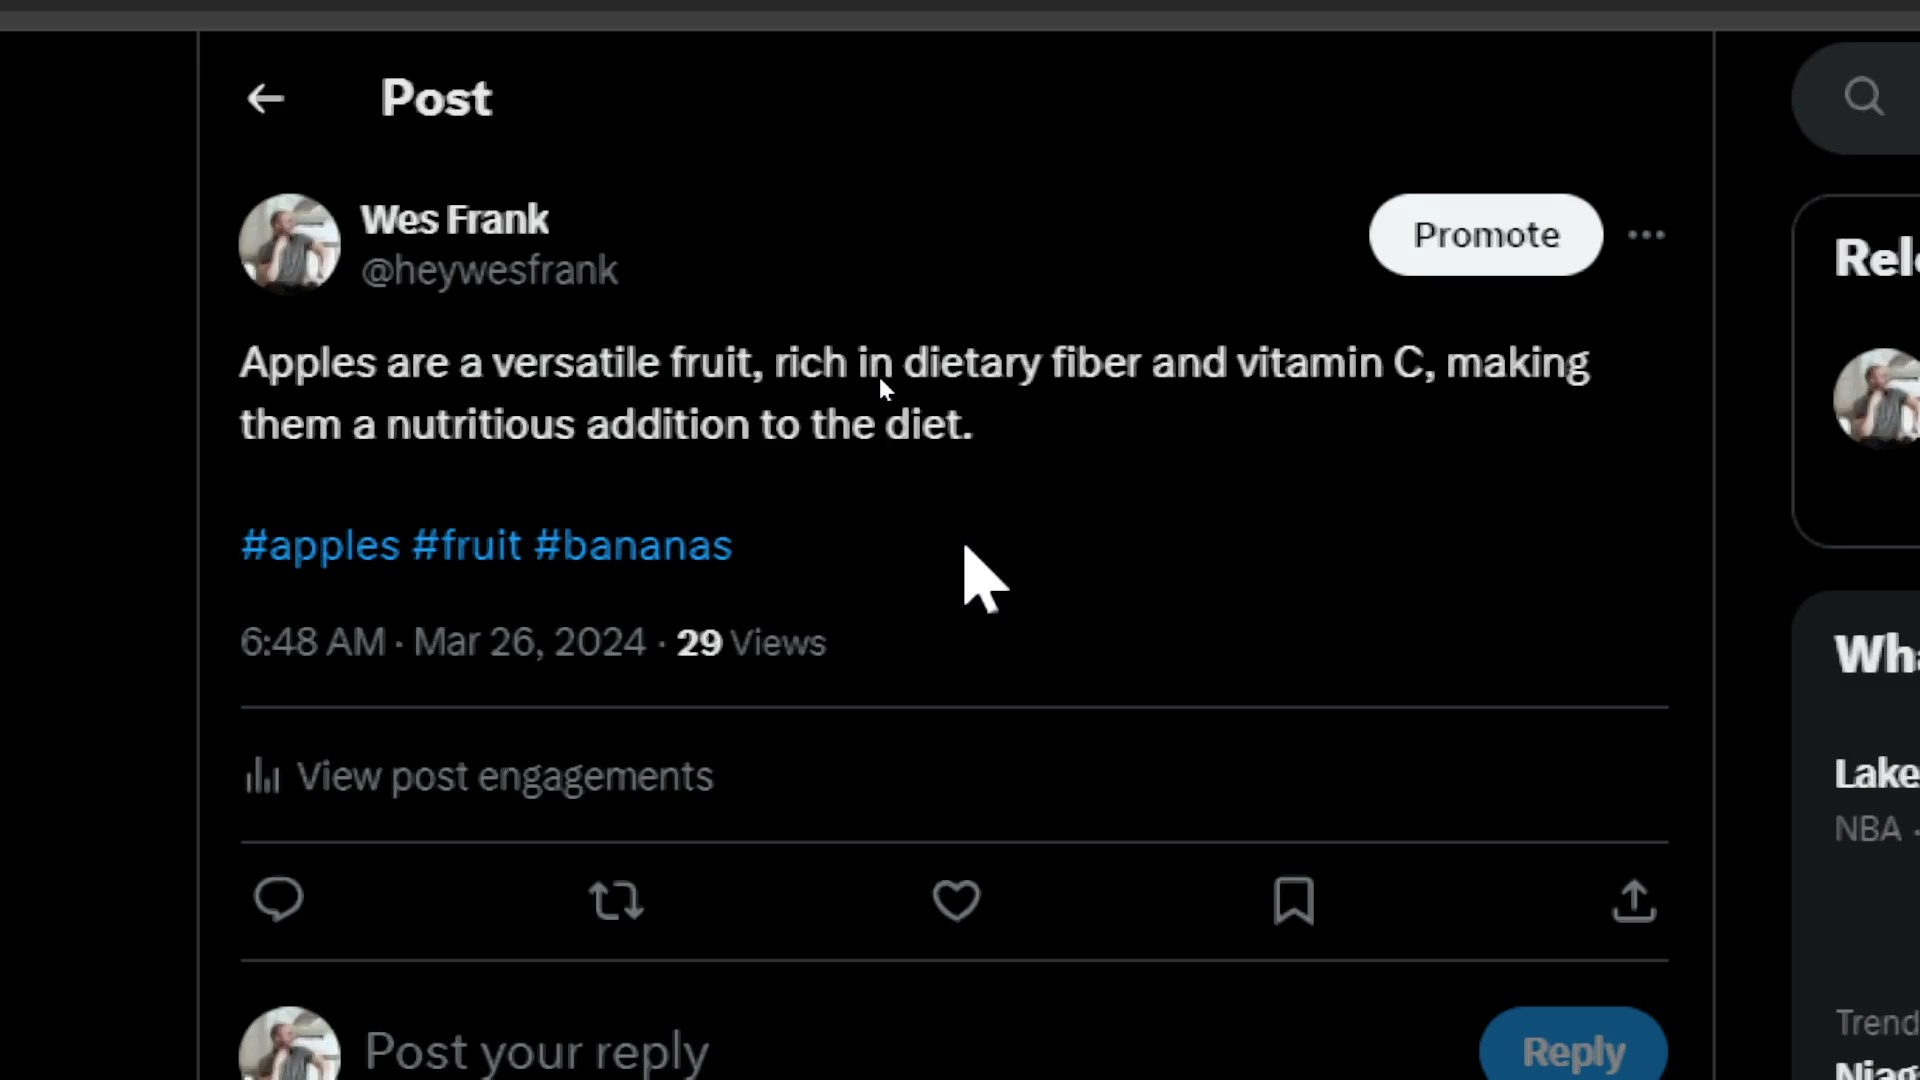 Post
Wes Frank
@heywesfrank
Promote
Apples are a versatile fruit, rich in dietary fiber and vitamin C, making
them a nutritious addition to the diet.
#apples #fruit #bananas
6:48 AM · Mar 26, 2024 · 29 Views
View post engagements
Post your reply
Reply
NBA ·